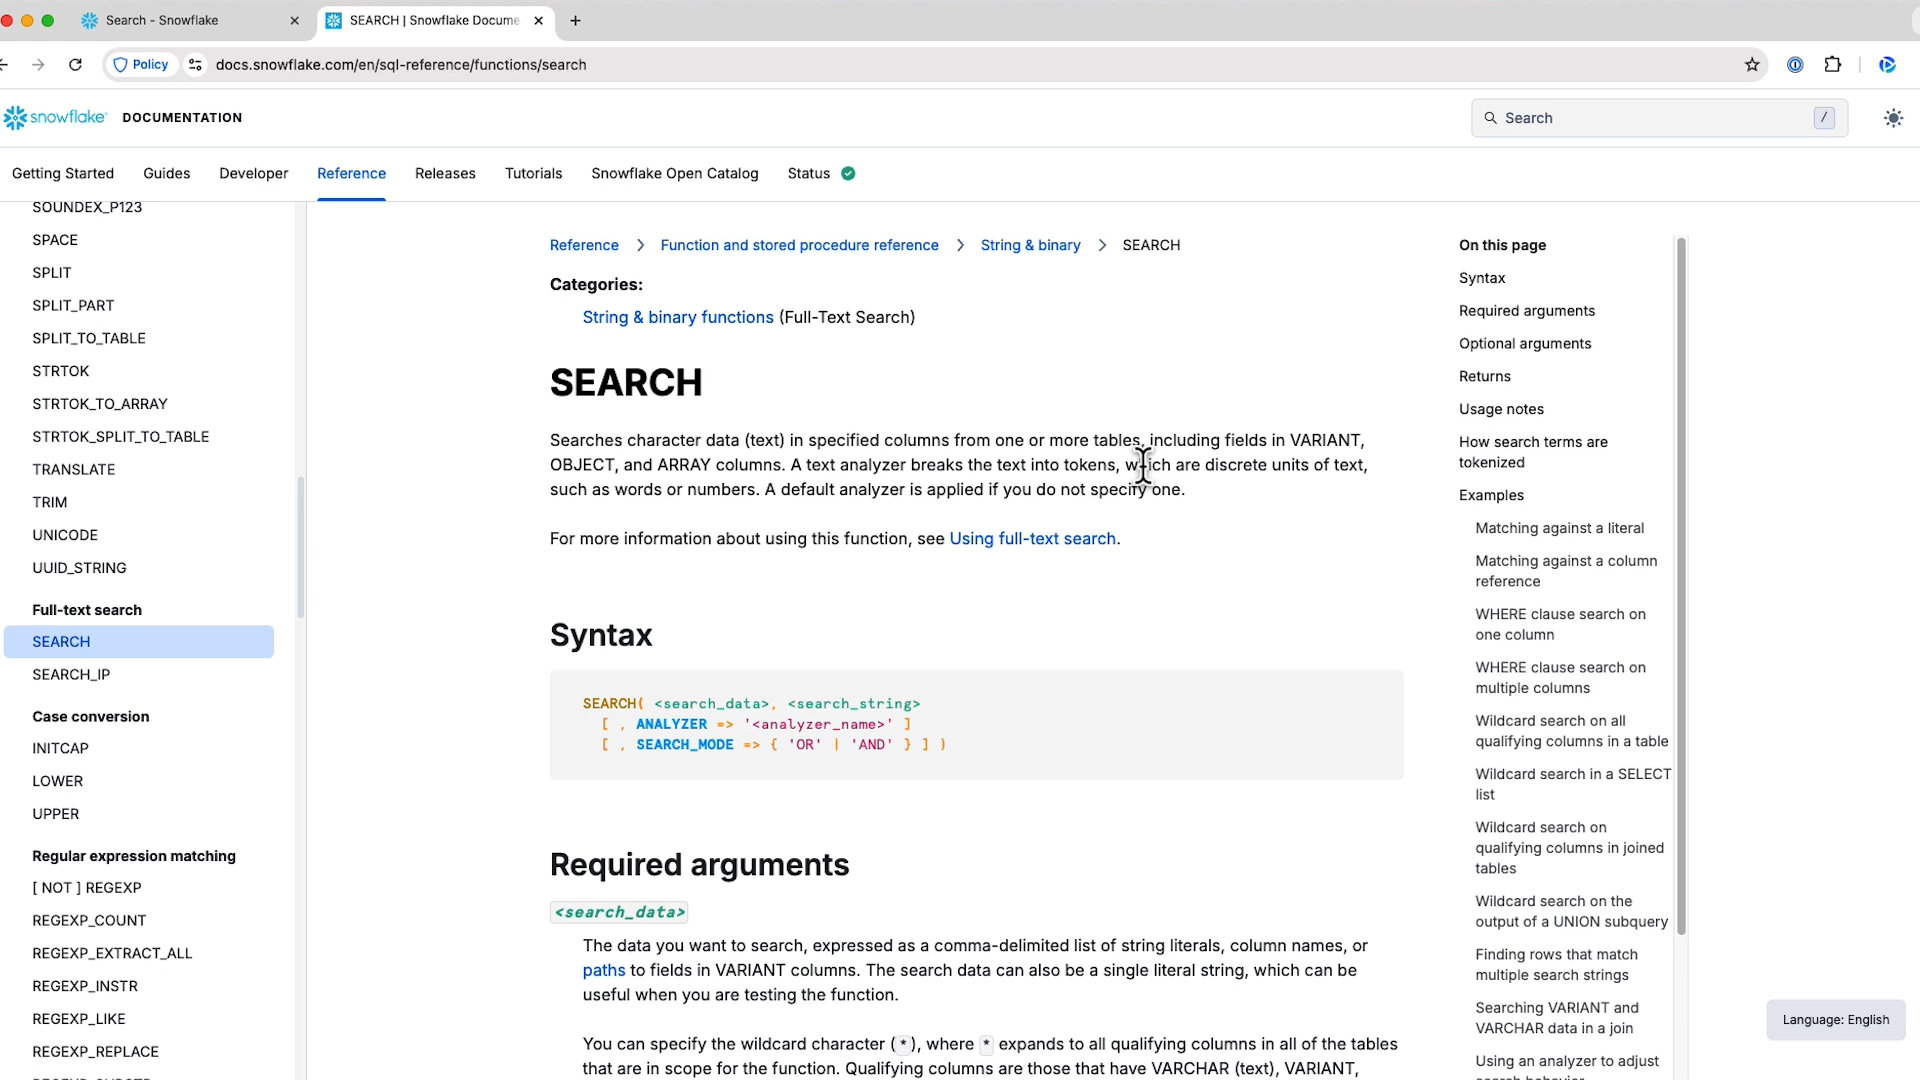 Search - Snowflake
SEARCH | Snowflake Docume
Policy
docs.snowflake.com/en/sql-reference/functions/search
snowflake DOCUMENTATION
Search /
Getting Started Guides Developer Reference Releases Tutorials Snowflake Open Catalog Status
SOUNDEX_P123
SPACE
SPLIT
SPLIT_PART
SPLIT_TO_TABLE
STRTOK
STRTOK_TO_ARRAY
STRTOK_SPLIT_TO_TABLE
TRANSLATE
TRIM
UNICODE
UUID_STRING
Full-text search
SEARCH
SEARCH_IP
Case conversion
INITCAP
LOWER
UPPER
Regular expression matching
[ NOT ] REGEXP
REGEXP_COUNT
REGEXP_EXTRACT_ALL
REGEXP_INSTR
REGEXP_LIKE
REGEXP_REPLACE
Reference > Function and stored procedure reference > String & binary > SEARCH
Categories:
String & binary functions (Full-Text Search)
SEARCH
Searches character data (text) in specified columns from one or more tables, including fields in VARIANT,
OBJECT, and ARRAY columns. A text analyzer breaks the text into tokens, which are discrete units of text,
such as words or numbers. A default analyzer is applied if you do not specify one.
For more information about using this function, see Using full-text search.
Syntax
SEARCH( <search_data>, <search_string>
[ , ANALYZER => '<analyzer_name>' ]
[ , SEARCH_MODE => { 'OR' | 'AND' } ] )
Required arguments
<search_data>
The data you want to search, expressed as a comma-delimited list of string literals, column names, or
paths to fields in VARIANT columns. The search data can also be a single literal string, which can be
useful when you are testing the function.
You can specify the wildcard character (*), where * expands to all qualifying columns in all of the tables
that are in scope for the function. Qualifying columns are those that have VARCHAR (text), VARIANT,
On this page
Syntax
Required arguments
Optional arguments
Returns
Usage notes
How search terms are
tokenized
Examples
Matching against a literal
Matching against a column
reference
WHERE clause search on
one column
WHERE clause search on
multiple columns
Wildcard search on all
qualifying columns in a table
Wildcard search in a SELECT
list
Wildcard search on
qualifying columns in joined
tables
Wildcard search on the
output of a UNION subquery
Finding rows that match
multiple search strings
Searching VARIANT and
VARCHAR data in a join
Using an analyzer to adjust
Language: English